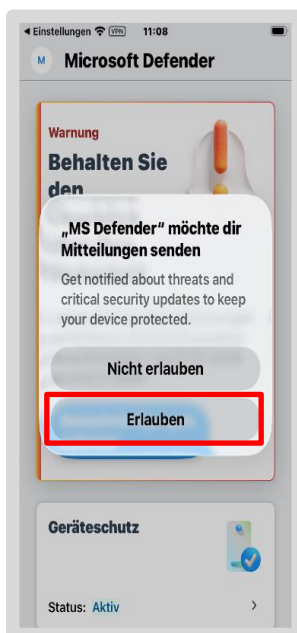 Einstellungen VPN 11:08
M Microsoft Defender
Warnung
Behalten Sie
den
„MS Defender“ möchte dir
Mitteilungen senden
Get notified about threats and
critical security updates to keep
your device protected.
Nicht erlauben
Erlauben
Geräteschutz
Status: Aktiv